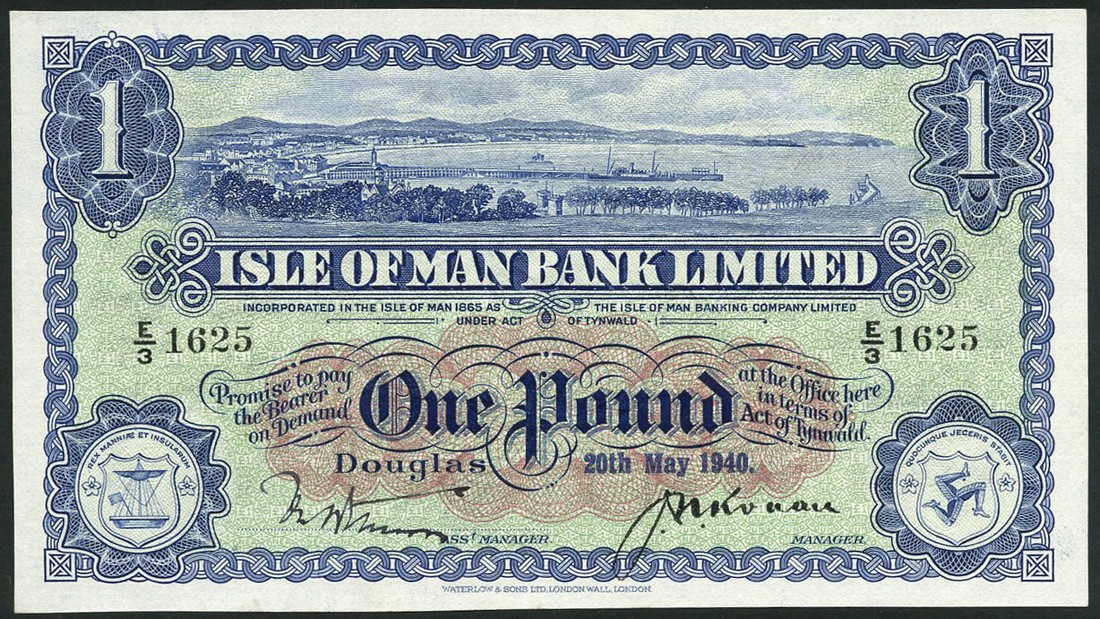 1 1
ISLE OF MAN BANK LIMITED
INCORPORATED IN THE ISLE OF MAN 1865 AS THE ISLE OF MAN BANKING COMPANY LIMITED
UNDER ACT OF TYNWALD
E/3 1625 E/3 1625
Promise to pay
the Bearer
on Demand
One Pound
at the Office here
in terms of
Act of Tynwald.
Douglas 20th May 1940.
REX MANNIÆ ET INSULARUM
QUOCUNQUE JECERIS STABIT
ASST MANAGER. MANAGER.
WATERLOW & SONS LTD, LONDON WALL, LONDON.